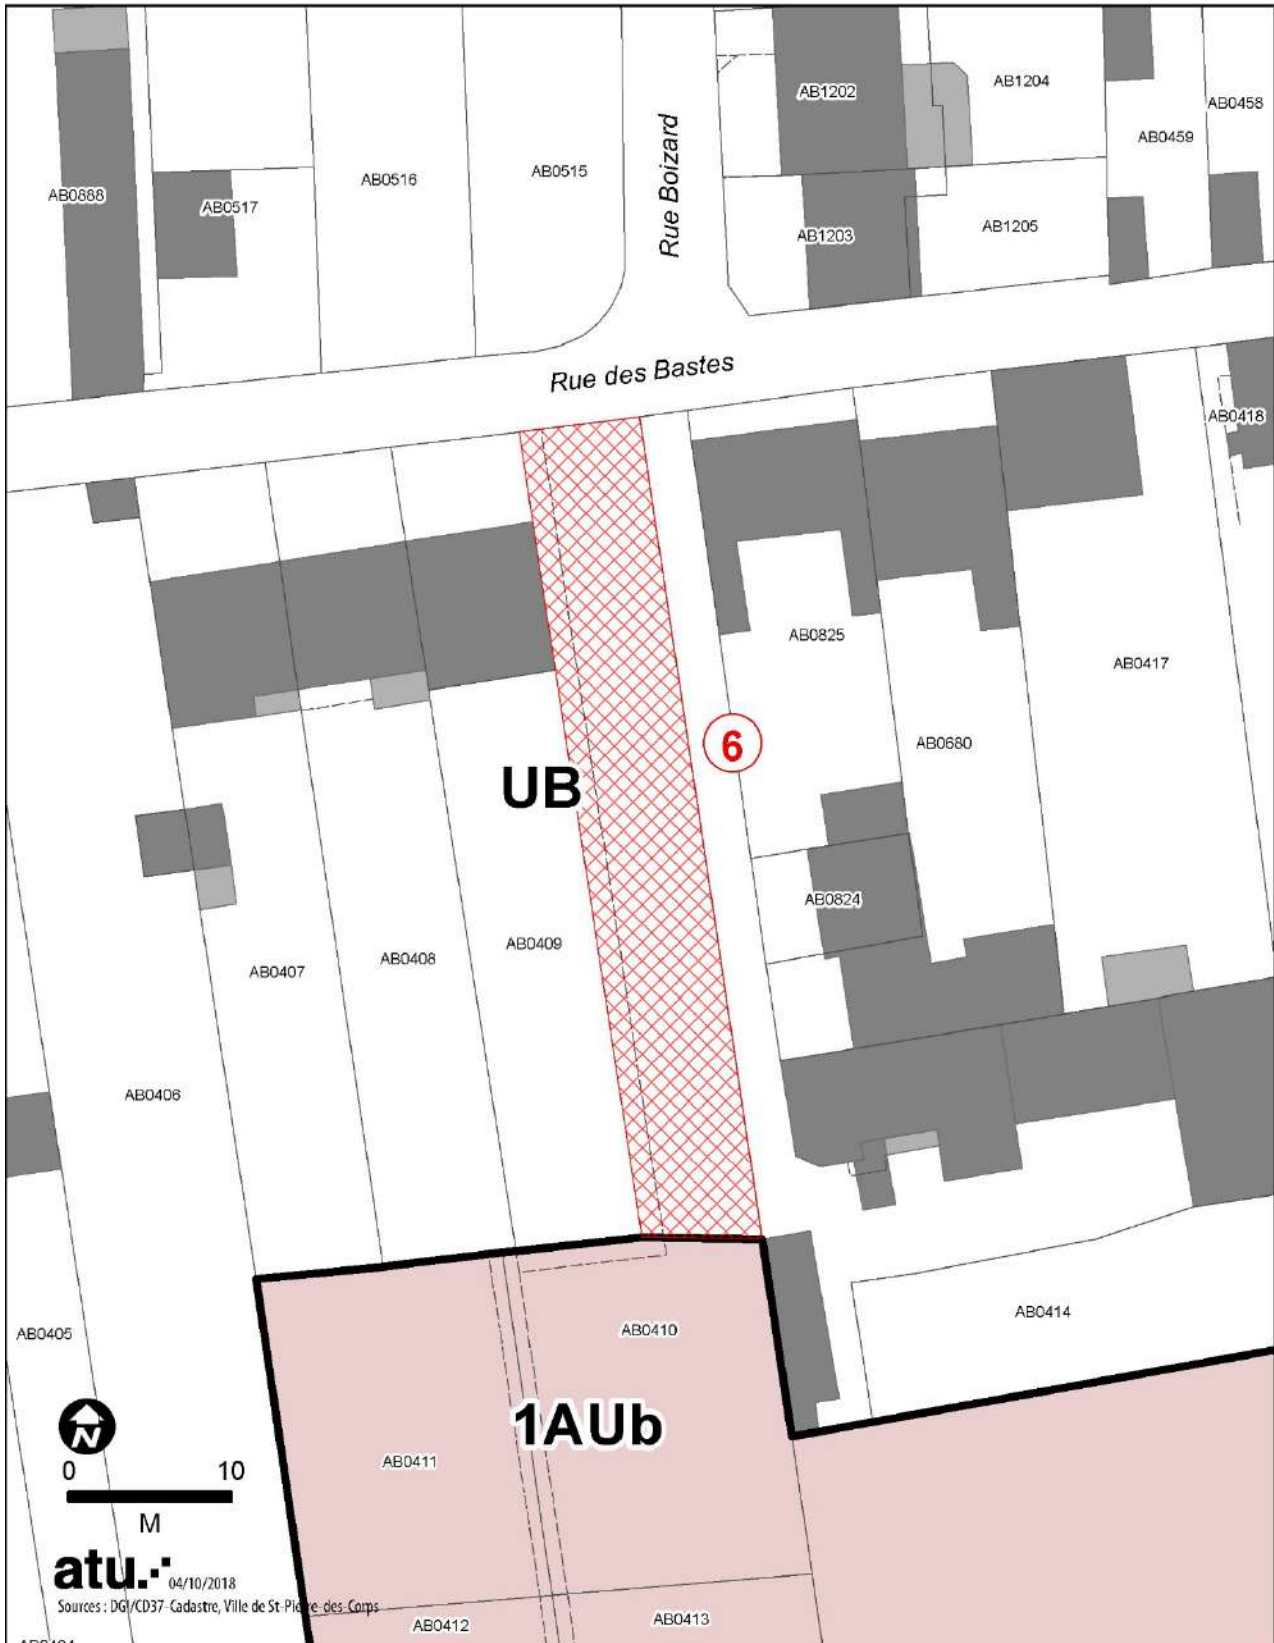 AB1202
AB1204
AB0458
AB0459
Rue Boizard
AB0515
AB0516
AB0888
AB0517
AB1203
AB1205
Rue des Bastes
AB0418
AB0825
AB0417
6
AB0680
UB
AB0824
AB0409
AB0408
AB0407
AB0406
AB0414
AB0410
AB0405
1AUb
N
AB0411
0 10
M
atu. 04/10/2018
Sources : DGI/CD37-Cadastre, Ville de St-Pierre-des-Corps
AB0412
AB0413